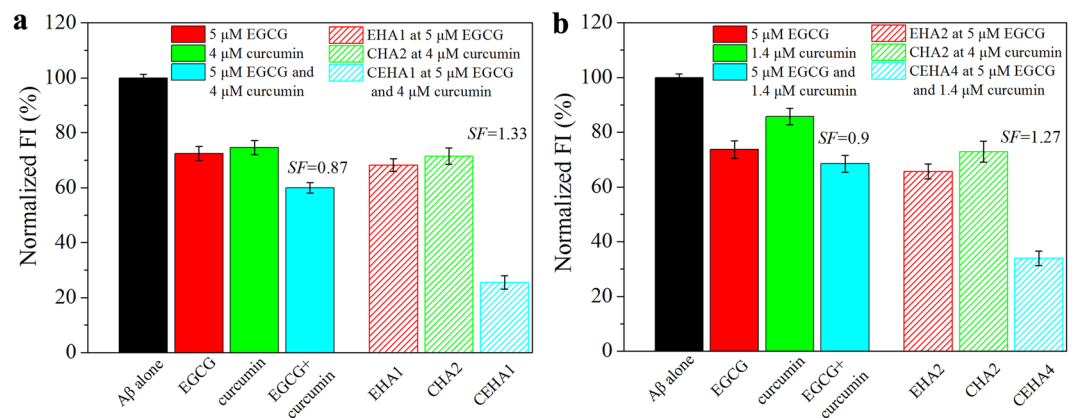 a
Normalized FI (%)
120
100
80
60
40
20
0
5 μM EGCG
4 μM curcumin
5 μM EGCG and
4 μM curcumin
EHA1 at 5 μM EGCG
CHA2 at 4 μM curcumin
CEHA1 at 5 μM EGCG
and 4 μM curcumin
SF=0.87
SF=1.33
Aβ alone
EGCG
curcumin
EGCG+
curcumin
EHA1
CHA2
CEHA1
b
Normalized FI (%)
120
100
80
60
40
20
0
5 μM EGCG
1.4 μM curcumin
5 μM EGCG and
1.4 μM curcumin
EHA2 at 5 μM EGCG
CHA2 at 4 μM curcumin
CEHA4 at 5 μM EGCG
and 1.4 μM curcumin
SF=0.9
SF=1.27
Aβ alone
EGCG
curcumin
EGCG+
curcumin
EHA2
CHA2
CEHA4